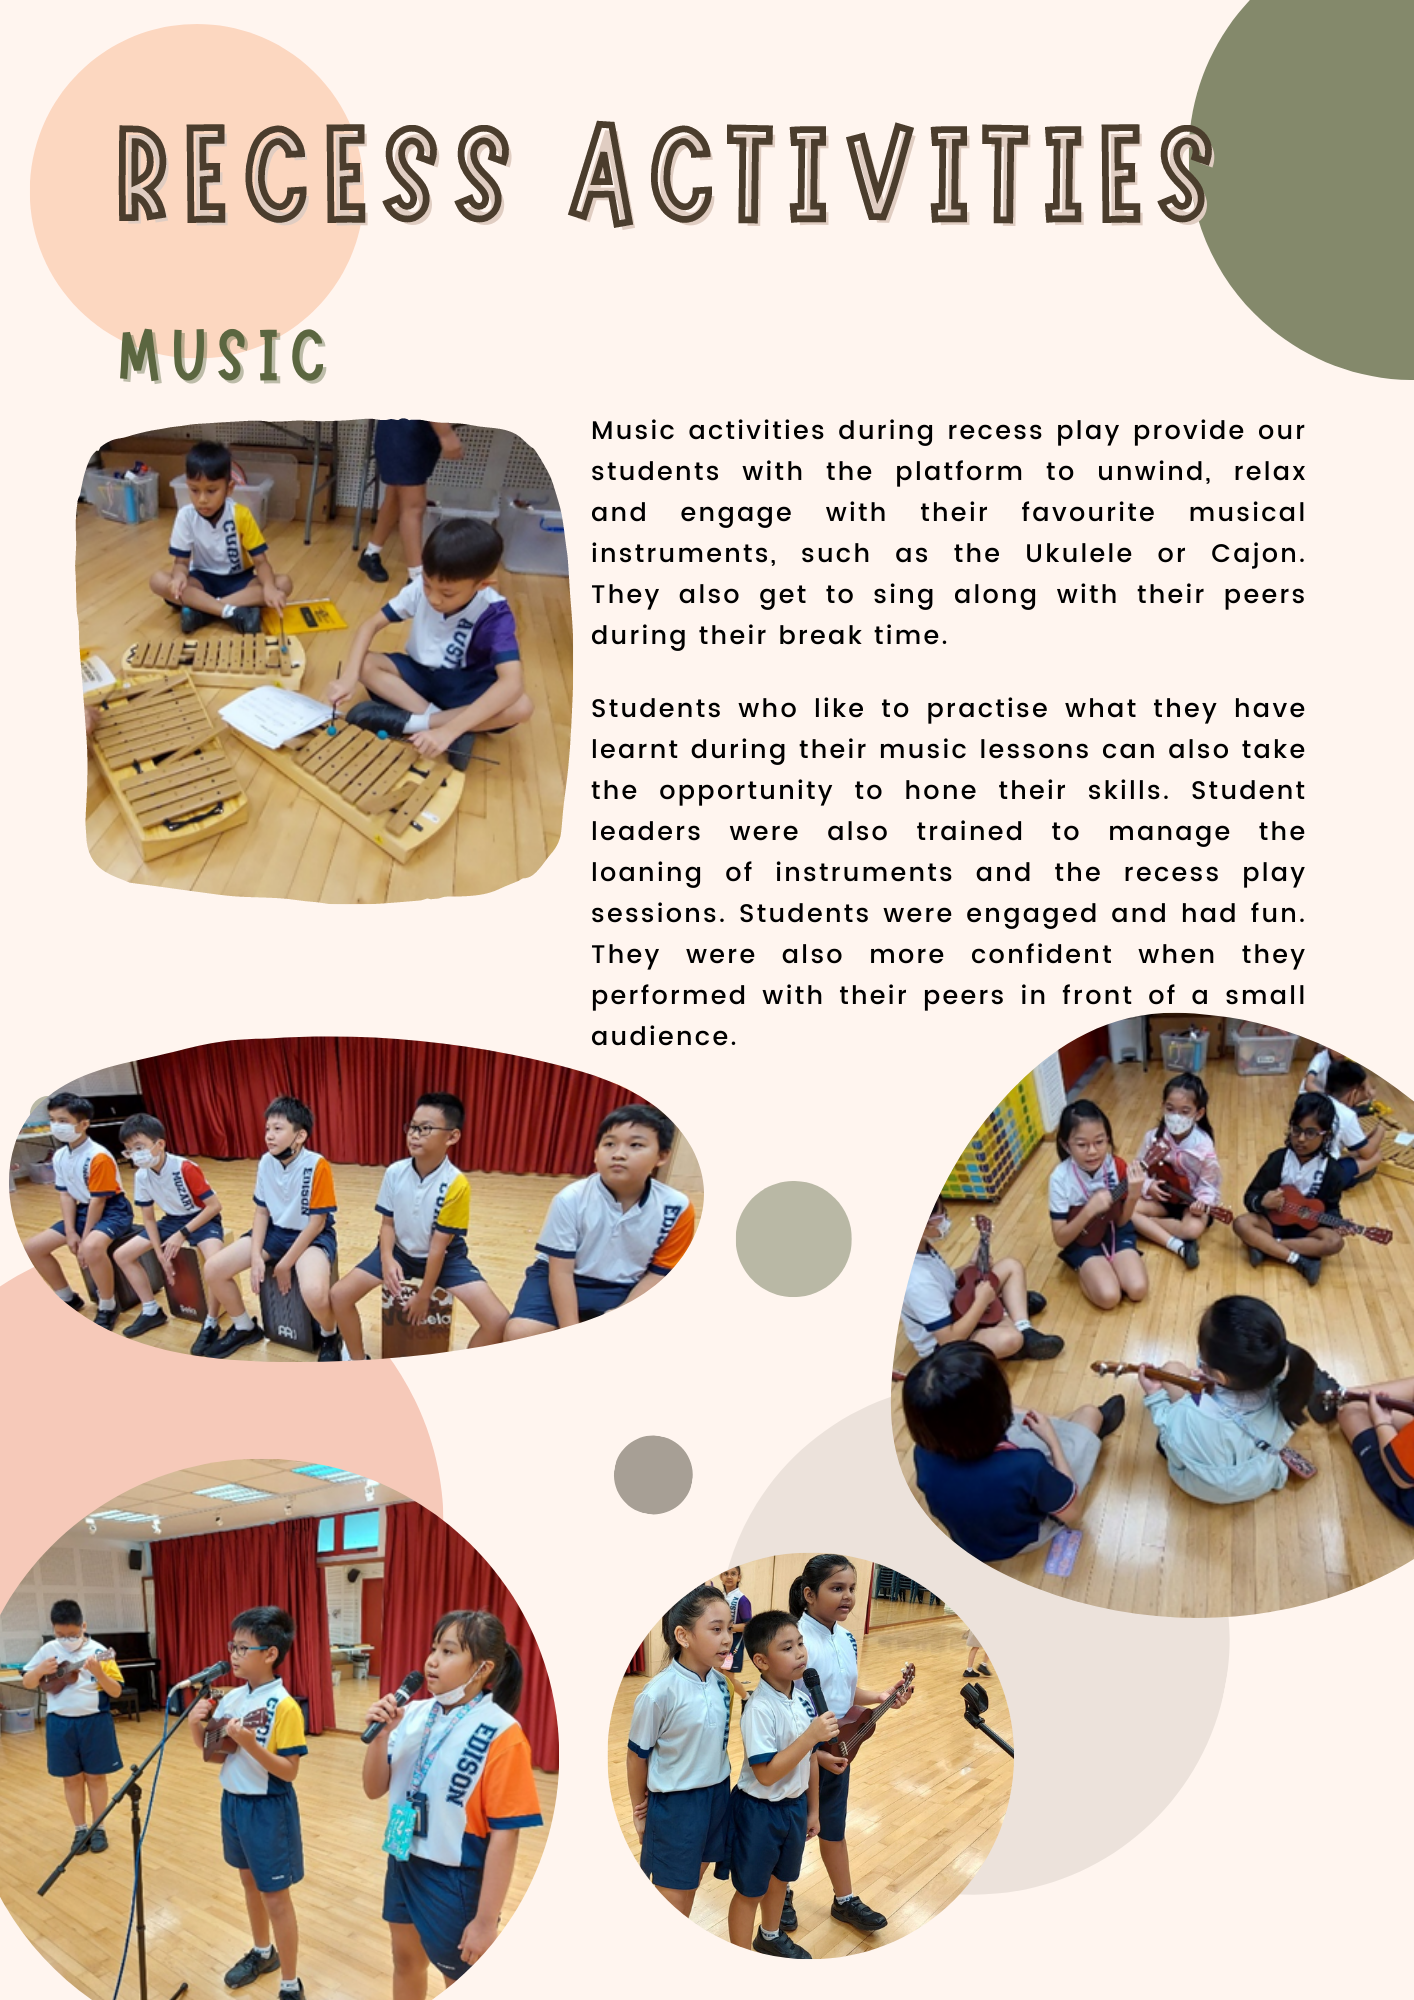 RECESS ACTIVITIES
MUSIC
Music activities during recess play provide our
students with the platform to unwind, relax
and engage with their favourite musical
instruments, such as the Ukulele or Cajon.
They also get to sing along with their peers
during their break time.
Students who like to practise what they have
learnt during their music lessons can also take
the opportunity to hone their skills. Student
leaders were also trained to manage the
loaning of instruments and the recess play
sessions. Students were engaged and had fun.
They were also more confident when they
performed with their peers in front of a small
audience.
MOZART
EDISON
EDISON
EDISON